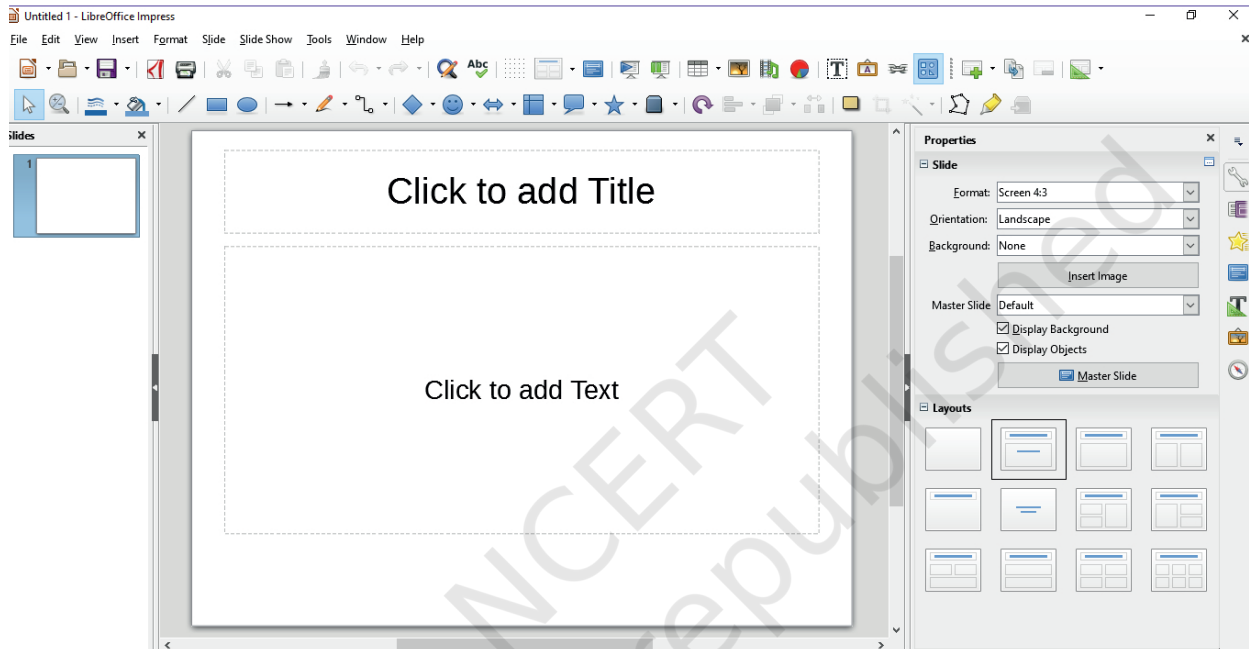 Untitled 1 - LibreOffice Impress
File Edit View Insert Format Slide Slide Show Tools Window Help
Abc
Slides
1
Click to add Title
Click to add Text
Properties
Slide
Format: Screen 4:3
Orientation: Landscape
Background: None
Insert Image
Master Slide Default
Display Background
Display Objects
Master Slide
Layouts
NCERT
republished